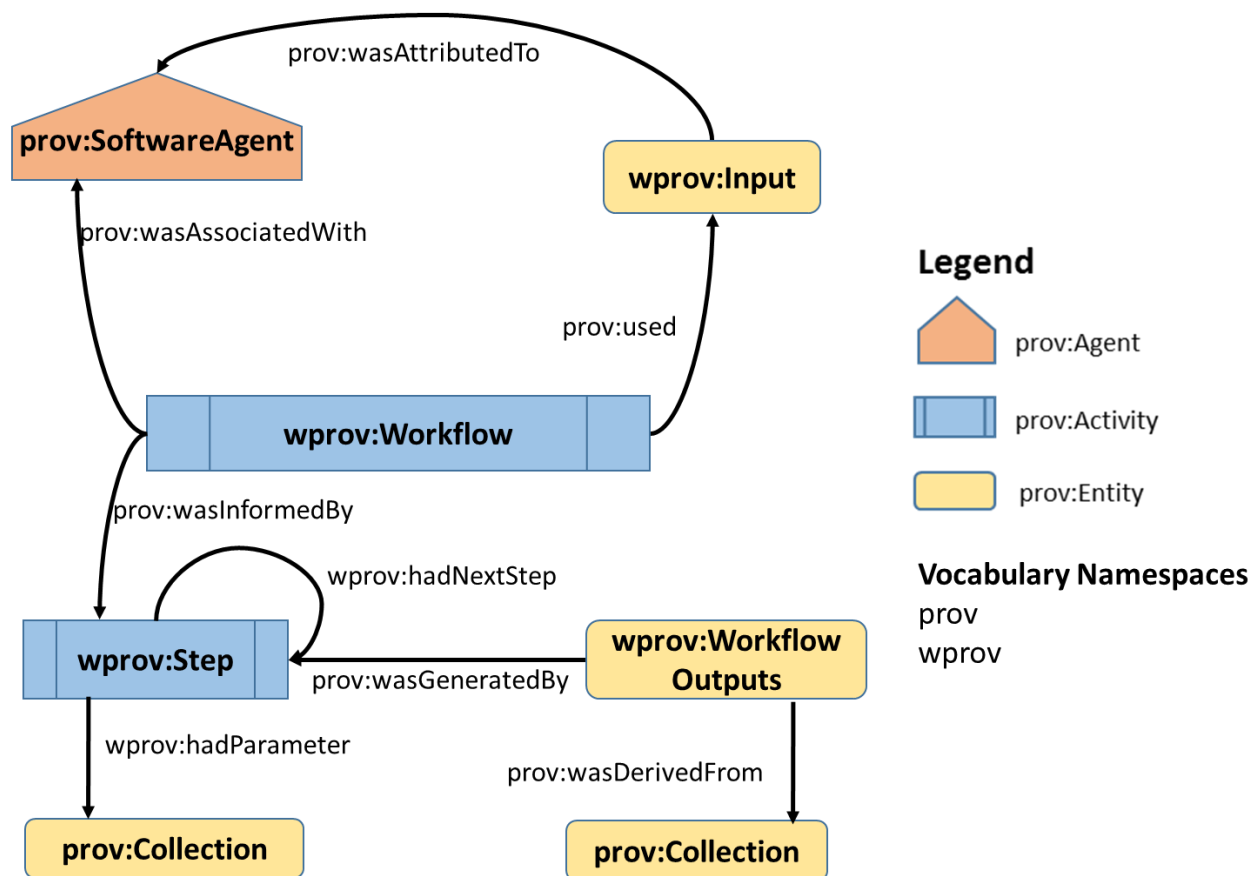 prov:wasAttributedTo
prov:SoftwareAgent
wprov:Input
prov:wasAssociatedWith
prov:used
wprov:Workflow
prov:wasInformedBy
wprov:hadNextStep
wprov:Step
wprov:Workflow
Outputs
prov:wasGeneratedBy
wprov:hadParameter
prov:wasDerivedFrom
prov:Collection
prov:Collection
Legend
prov:Agent
prov:Activity
prov:Entity
Vocabulary Namespaces
prov
wprov